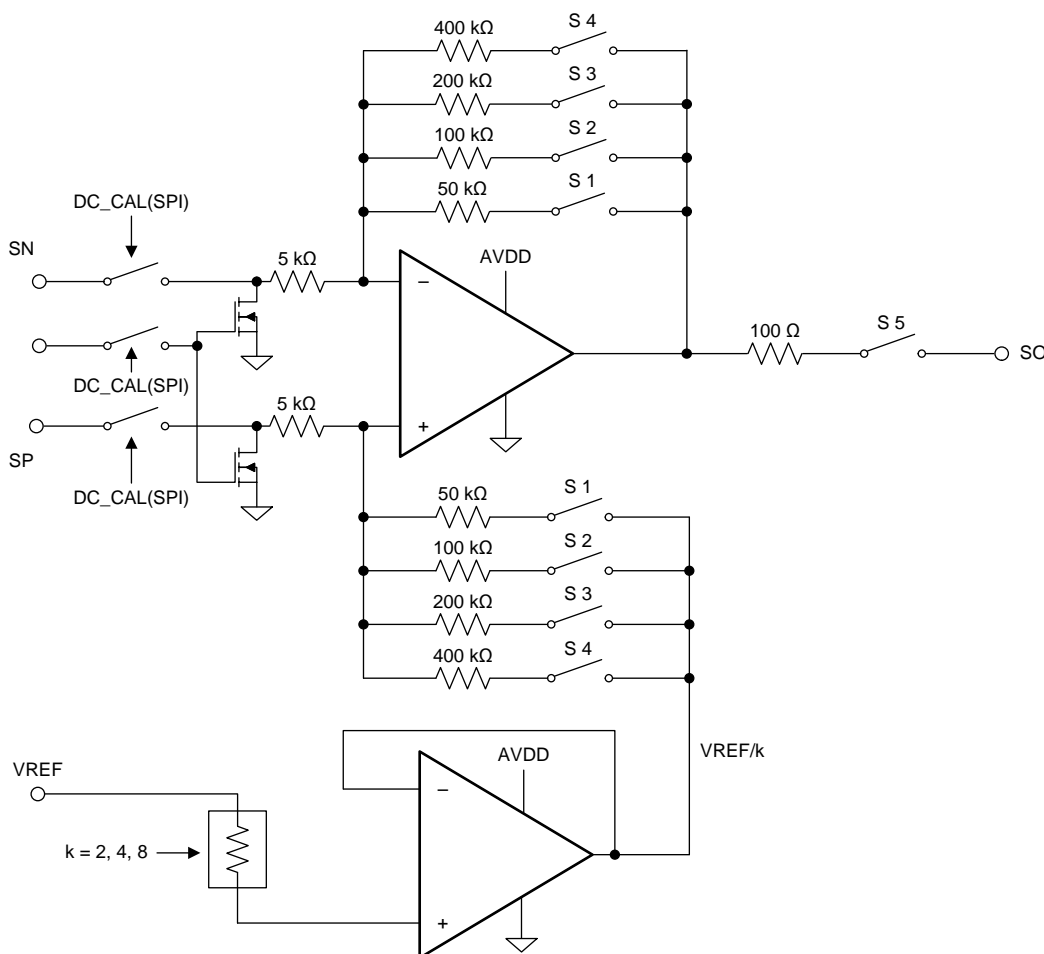 S 4
400 kΩ
S 3
200 kΩ
S 2
100 kΩ
S 1
50 kΩ
DC_CAL(SPI)
SN
5 kΩ
AVDD
−
100 Ω
S 5
SO
DC_CAL(SPI)
5 kΩ
+
SP
DC_CAL(SPI)
50 kΩ
S 1
100 kΩ
S 2
200 kΩ
S 3
400 kΩ
S 4
VREF/k
AVDD
VREF
−
k = 2, 4, 8
+